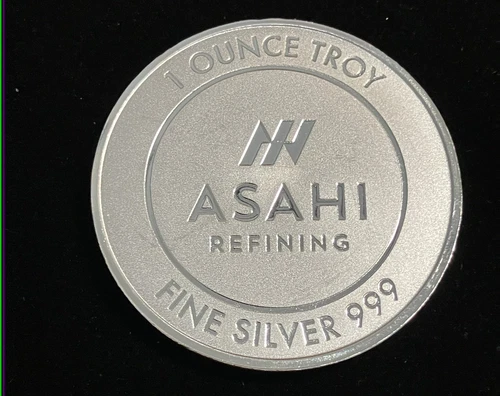 1 OUNCE TROY
ASAHI
REFINING
FINE SILVER 999